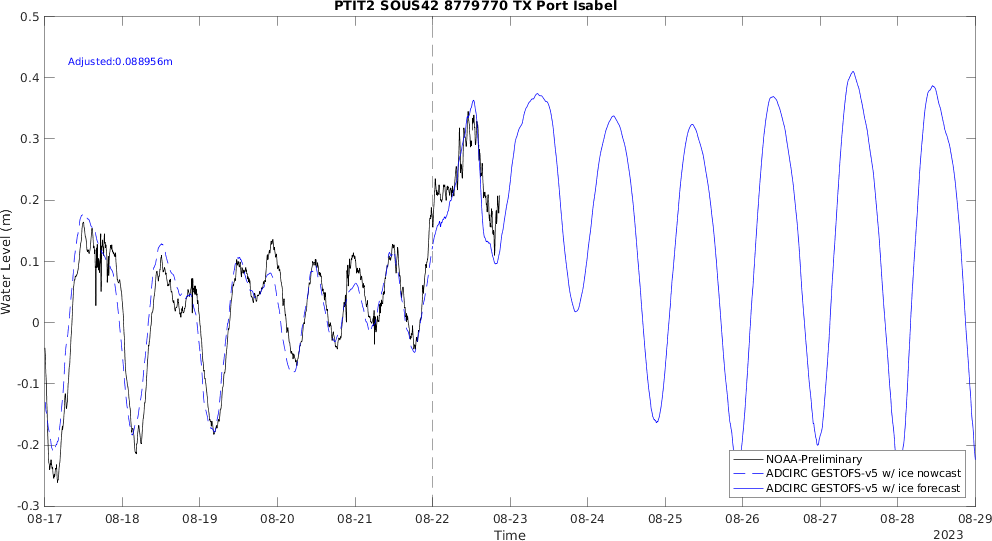 PTIT2 SOUS42 8779770 TX Port Isabel
Adjusted:0.088956m
Water Level (m)
0.5
0.4
0.3
0.2
0.1
0
-0.1
-0.2
-0.3
NOAA-Preliminary
ADCIRC GESTOFS-v5 w/ ice nowcast
ADCIRC GESTOFS-v5 w/ ice forecast
08-17 08-18 08-19 08-20 08-21 08-22 08-23 08-24 08-25 08-26 08-27 08-28 08-29
Time
2023